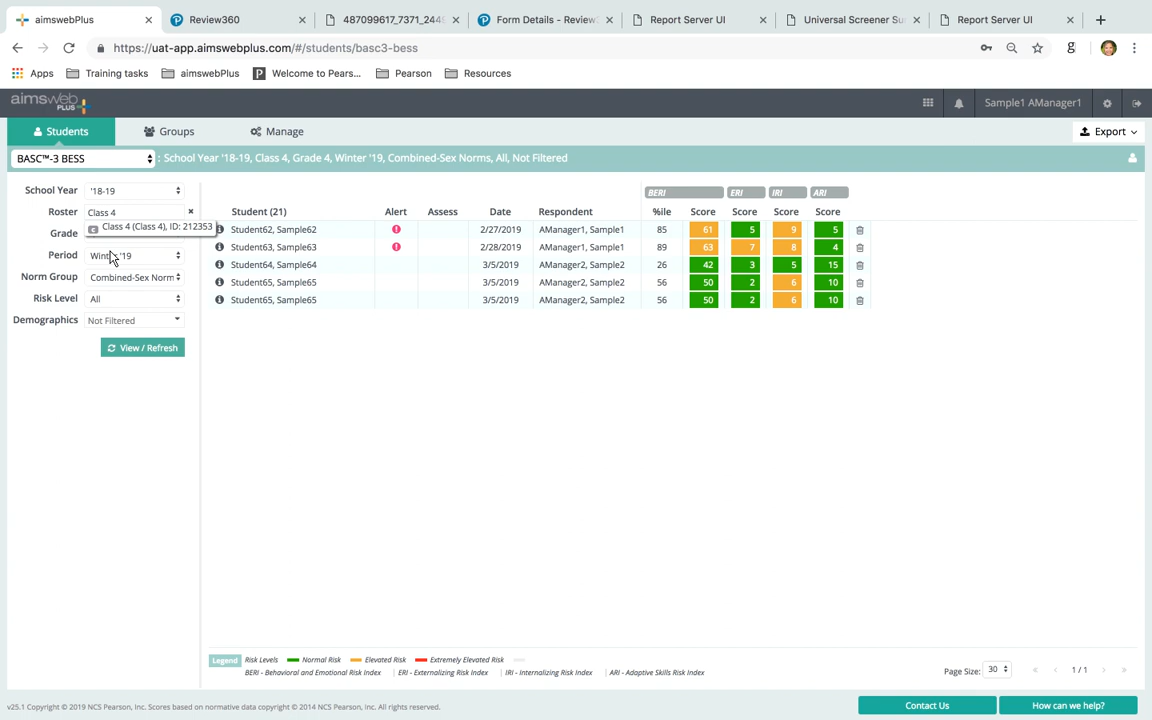 aimswebPlus
Review360
487099617_7371_244
Form Details - Review3
Report Server UI
Universal Screener Su
Report Server UI
https://uat-app.aimswebplus.com/#/students/basc3-bess
Apps
Training tasks
aimswebPlus
Welcome to Pears...
Pearson
Resources
aimsweb PLUS
Sample1 AManager1
Students
Groups
Manage
Export
BASC™-3 BESS
: School Year '18-19, Class 4, Grade 4, Winter '19, Combined-Sex Norms, All, Not Filtered
School Year '18-19
Roster Class 4
Class 4 (Class 4), ID: 212353
Grade
Period '19
Norm Group Combined-Sex Norm
Risk Level All
Demographics Not Filtered
View / Refresh
BERI ERI IRI ARI
Student (21) Alert Assess Date Respondent %ile Score Score Score Score
Student62, Sample62 2/27/2019 AManager1, Sample1 85 61 5 9 5
Student63, Sample63 2/28/2019 AManager1, Sample1 89 63 7 8 4
Student64, Sample64 3/5/2019 AManager2, Sample2 26 42 3 5 15
Student65, Sample65 3/5/2019 AManager2, Sample2 56 50 2 6 10
Student65, Sample65 3/5/2019 AManager2, Sample2 56 50 2 6 10
Legend Risk Levels Normal Risk Elevated Risk Extremely Elevated Risk
BERI - Behavioral and Emotional Risk Index | ERI - Externalizing Risk Index | IRI - Internalizing Risk Index | ARI - Adaptive Skills Risk Index
Page Size: 30
1 / 1
v25.1 Copyright © 2019 NCS Pearson, Inc. Scores based on normative data copyright © 2014 NCS Pearson, Inc. All rights reserved.
Contact Us
How can we help?